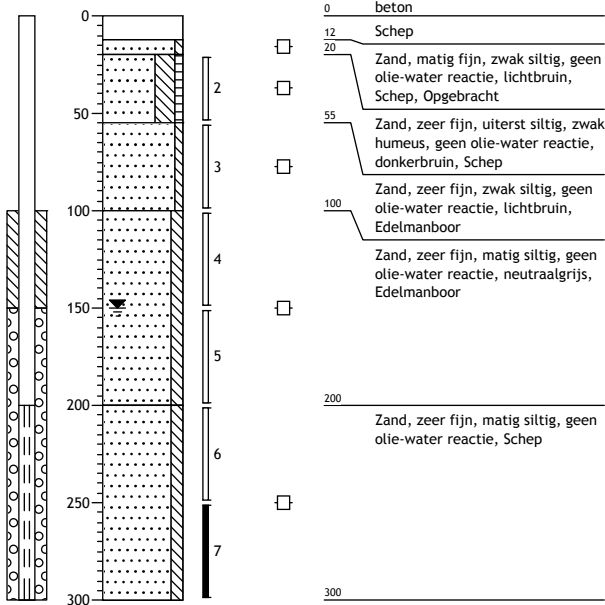 0
50
100
150
200
250
300
2
3
4
5
6
7
0 beton
12 Schep
20
Zand, matig fijn, zwak siltig, geen
olie-water reactie, lichtbruin,
Schep, Opgebracht
55
Zand, zeer fijn, uiterst siltig, zwak
humeus, geen olie-water reactie,
donkerbruin, Schep
Zand, zeer fijn, zwak siltig, geen
olie-water reactie, lichtbruin,
Edelmanboor
100
Zand, zeer fijn, matig siltig, geen
olie-water reactie, neutraalgrijs,
Edelmanboor
200
Zand, zeer fijn, matig siltig, geen
olie-water reactie, Schep
300